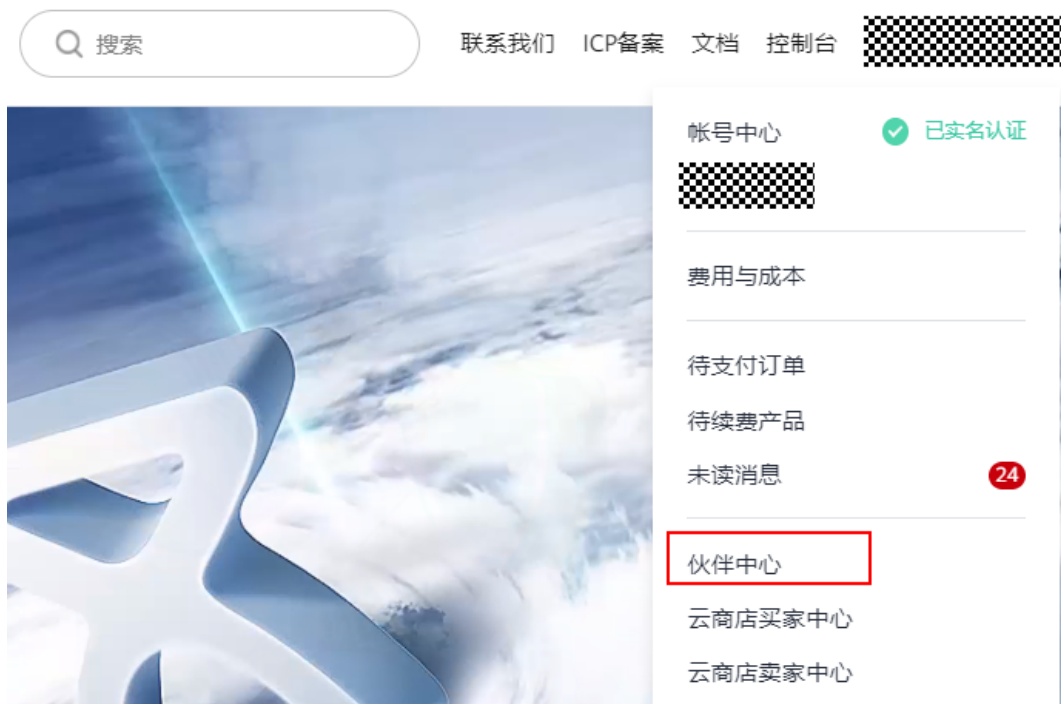 搜索
联系我们 ICP备案 文档 控制台
帐号中心 已实名认证
费用与成本
待支付订单
待续费产品
未读消息 24
伙伴中心
云商店买家中心
云商店卖家中心